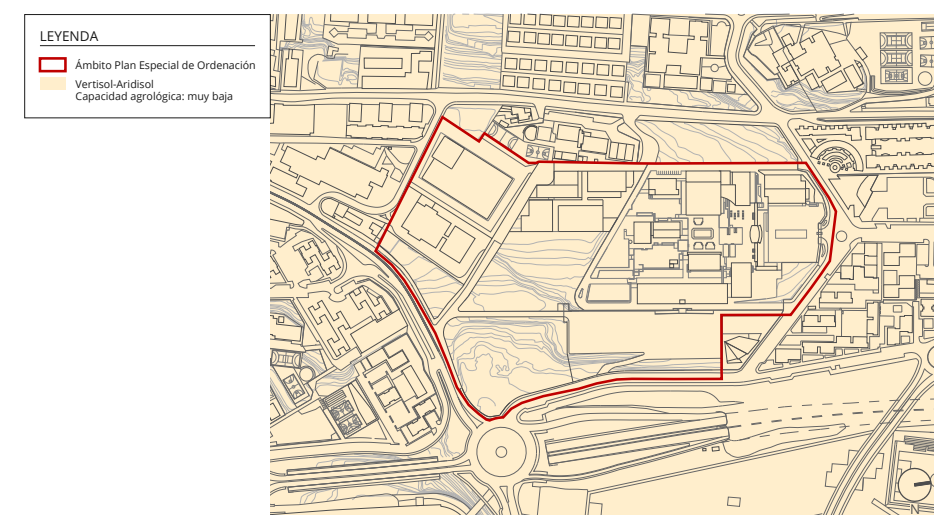 LEYENDA
Ámbito Plan Especial de Ordenación
Vertisol-Aridisol
Capacidad agrológica: muy baja
N